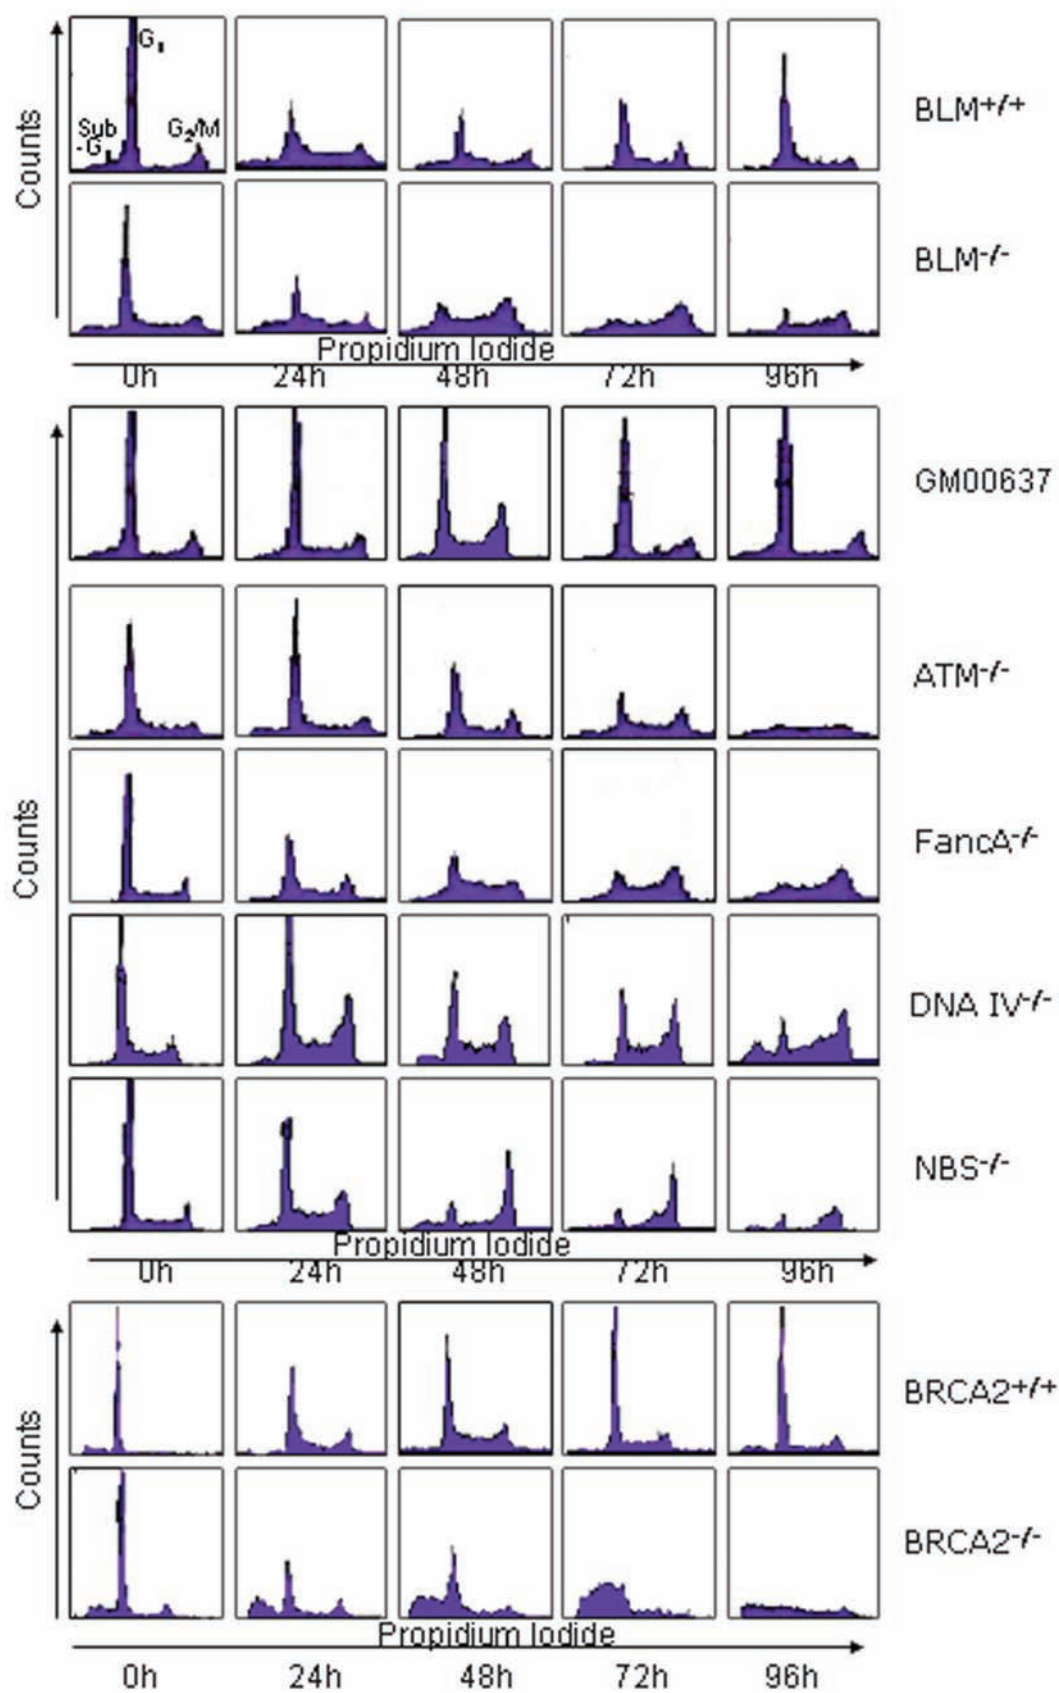 Counts
G₁
Sub
-G
G₂/M
BLM⁺/⁺
BLM⁻/⁻
Propidium Iodide
0h 24h 48h 72h 96h
Counts
GM00637
ATM⁻/⁻
FancA⁻/⁻
DNA IV⁻/⁻
NBS⁻/⁻
Propidium Iodide
0h 24h 48h 72h 96h
Counts
BRCA2⁺/⁺
BRCA2⁻/⁻
Propidium Iodide
0h 24h 48h 72h 96h